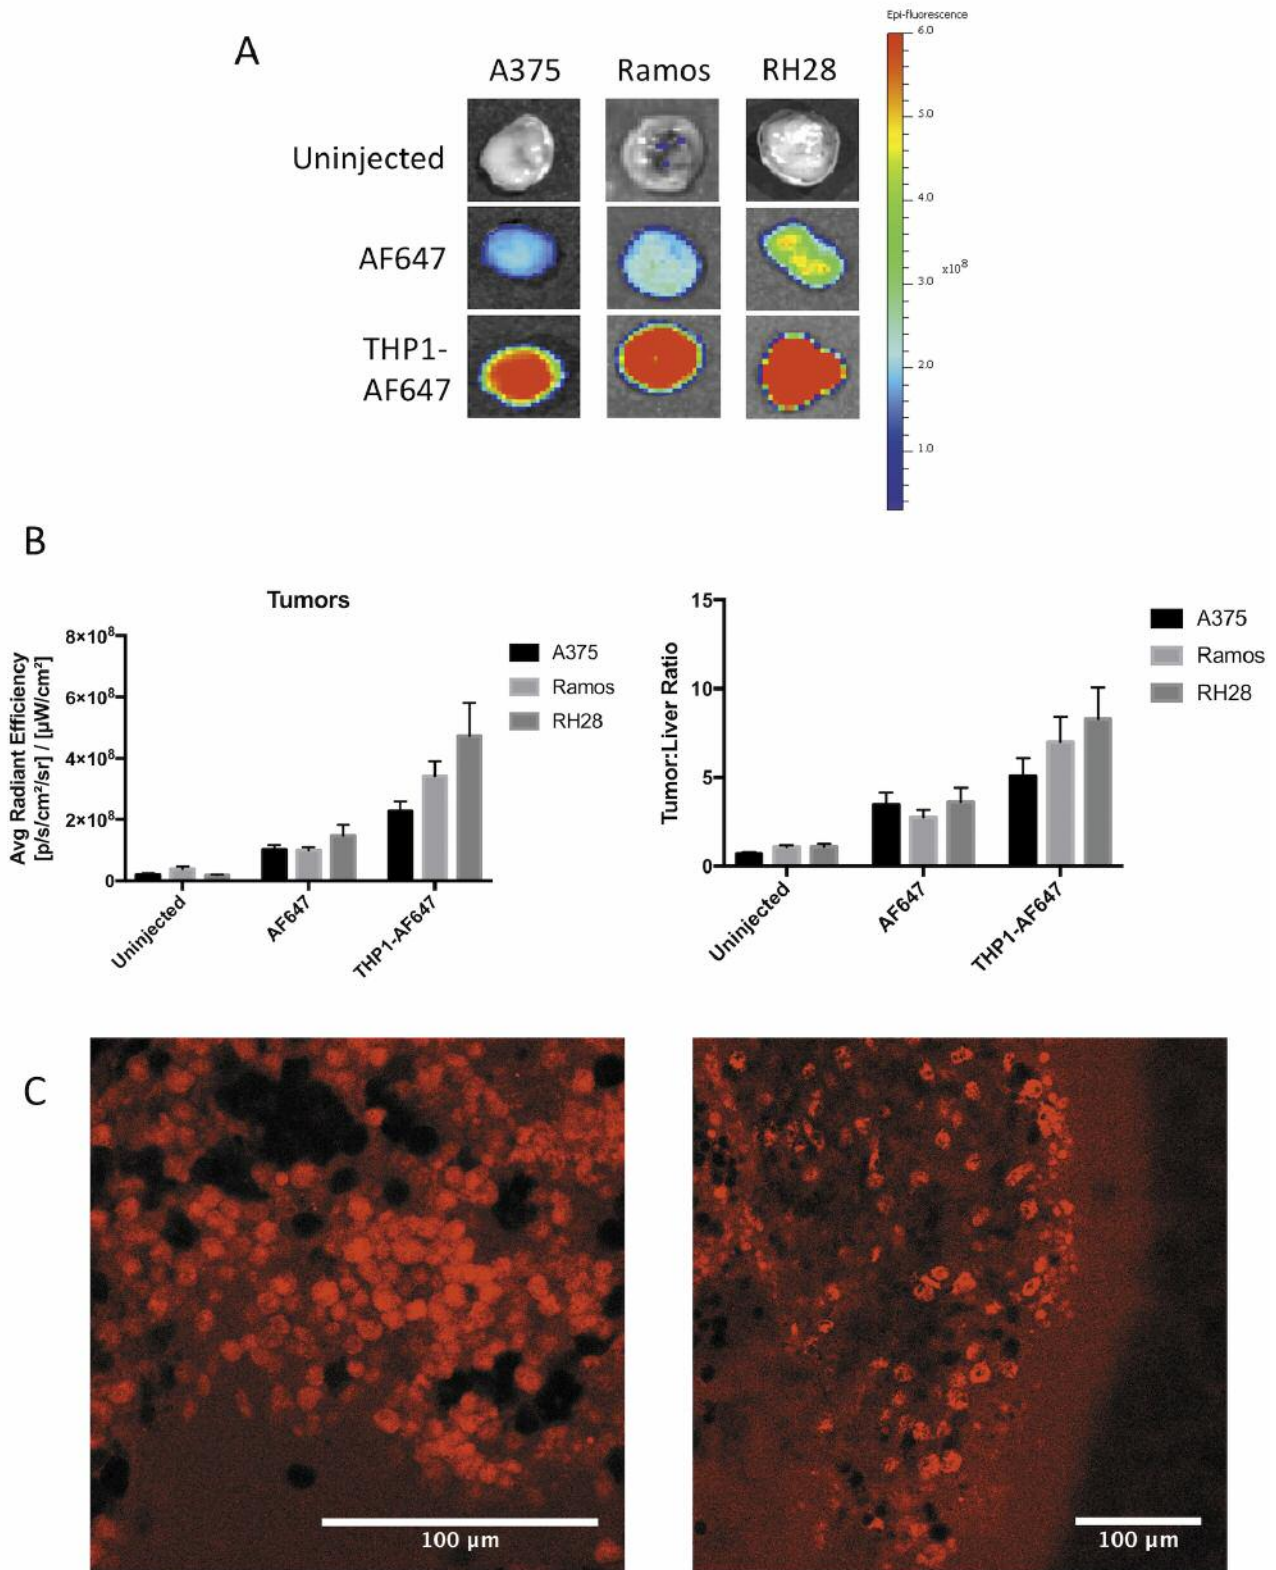 Epi-fluorescence
A
A375 Ramos RH28
Uninjected
AF647
THP1-
AF647
6.0
5.0
4.0
3.0
x10⁸
2.0
1.0
B
Tumors
Avg Radiant Efficiency
[p/s/cm²/sr] / [µW/cm²]
8×10⁸
6×10⁸
4×10⁸
2×10⁸
0
Uninjected
AF647
THP1-AF647
A375
Ramos
RH28
Tumor:Liver Ratio
15
10
5
0
Uninjected
AF647
THP1-AF647
A375
Ramos
RH28
C
100 µm
100 µm